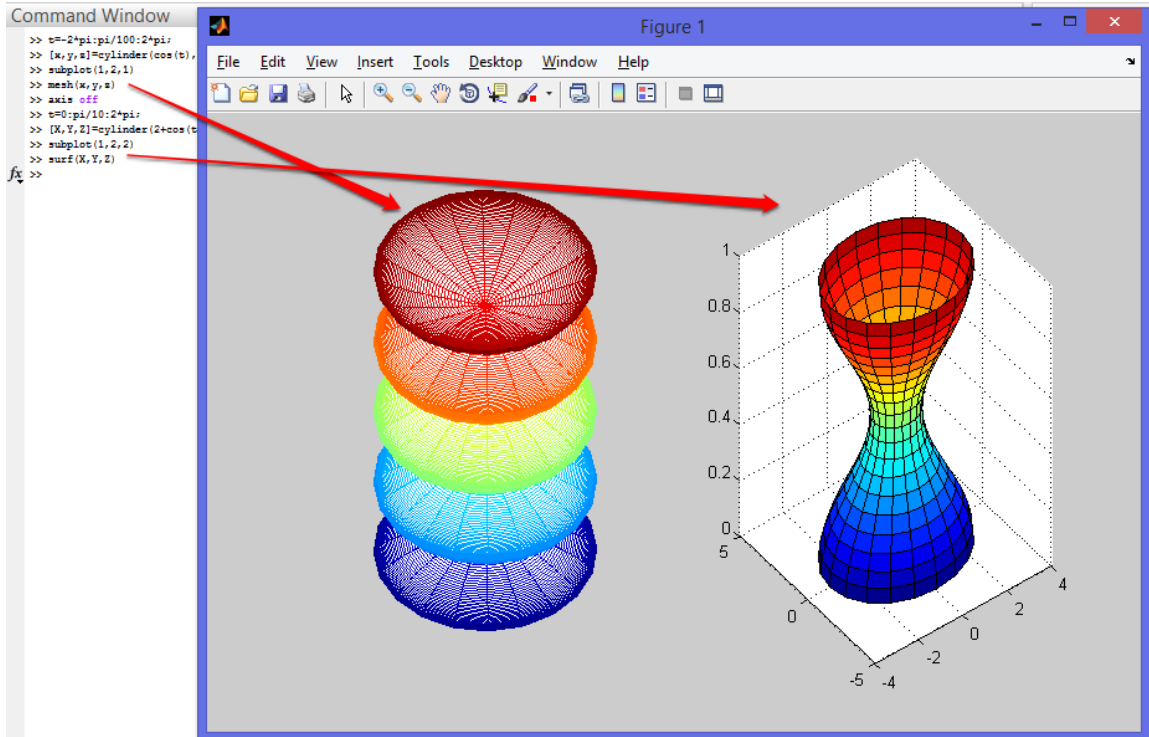 Command Window
>> t=-2*pi:pi/100:2*pi;
>> [x,y,z]=cylinder(cos(t),
>> subplot(1,2,1)
>> mesh(x,y,z)
>> axis off
>> t=0:pi/10:2*pi;
>> [X,Y,Z]=cylinder(2+cos(t
>> subplot(1,2,2)
>> surf(X,Y,Z)
fx >>
Figure 1
File Edit View Insert Tools Desktop Window Help
1
0.8
0.6
0.4
0.2
0
5
0
-5
-4
-2
0
2
4